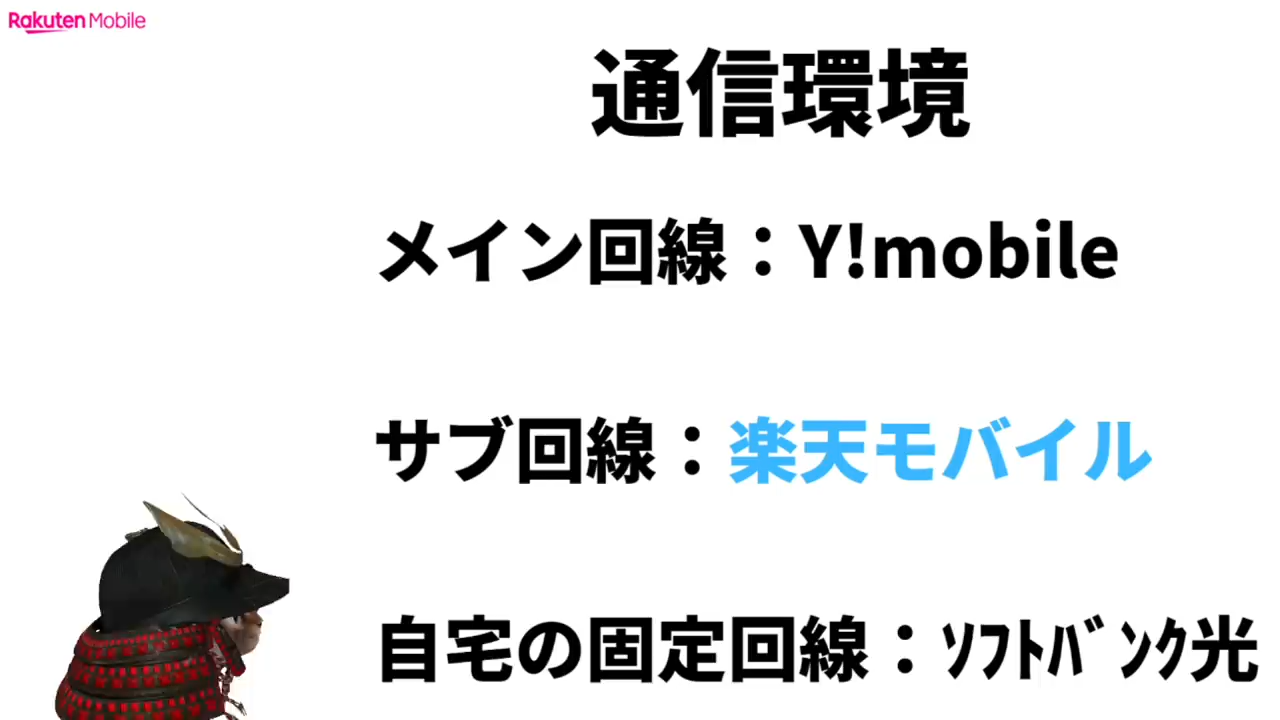 Rakuten Mobile
通信環境
メイン回線：Y!mobile
サブ回線：楽天モバイル
自宅の固定回線：ｿﾌﾄﾊﾞﾝｸ光